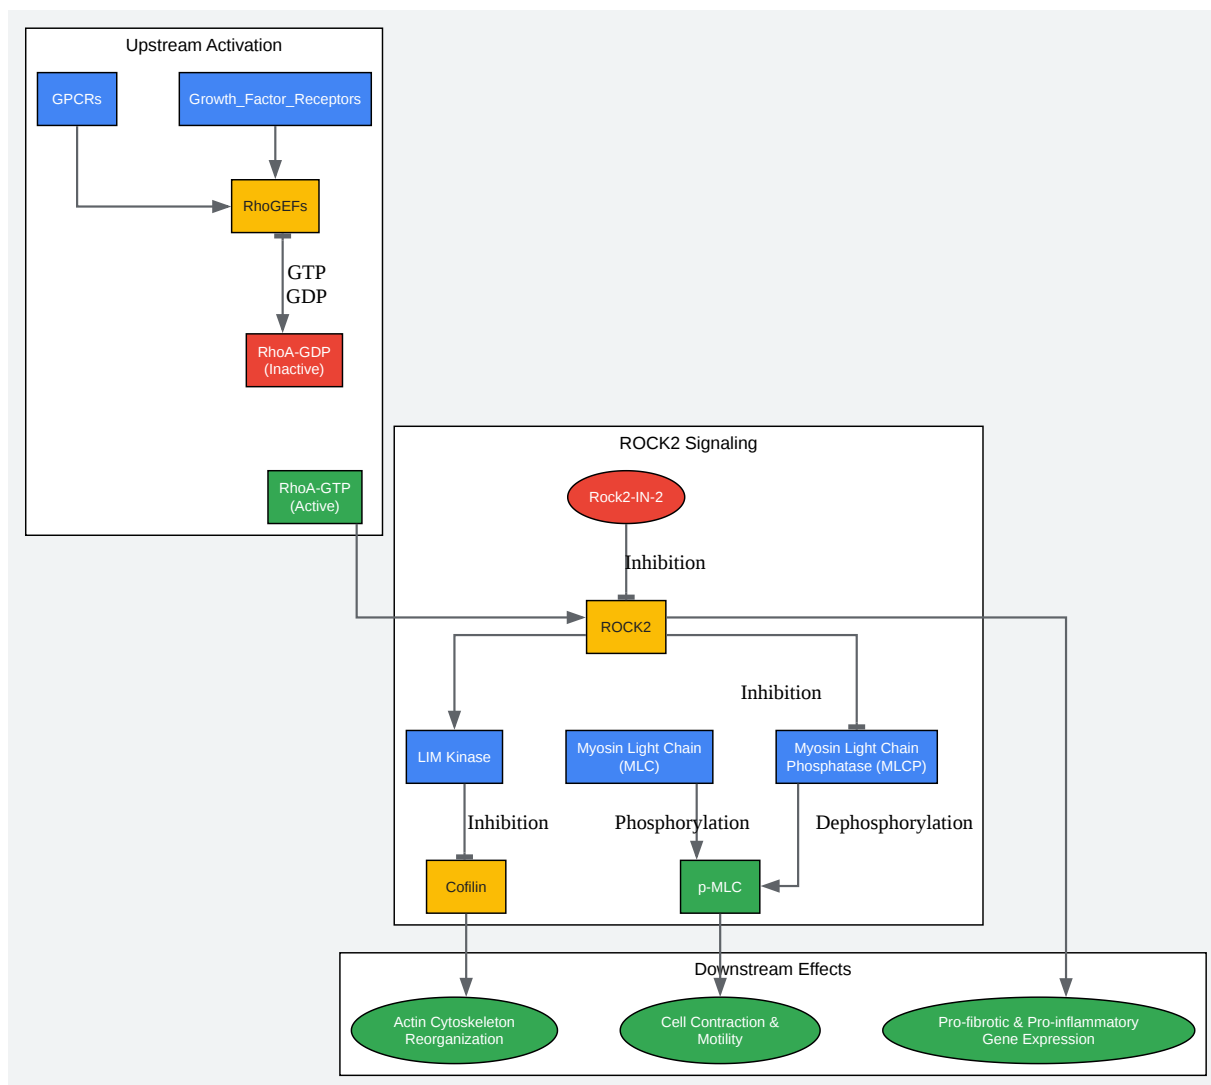 Upstream Activation
GPCRs
Growth_Factor_Receptors
RhoGEFs
GTP
GDP
RhoA-GDP
(Inactive)
RhoA-GTP
(Active)
ROCK2 Signaling
Rock2-IN-2
Inhibition
ROCK2
Inhibition
LIM Kinase
Myosin Light Chain
(MLC)
Myosin Light Chain
Phosphatase (MLCP)
Inhibition
Phosphorylation
Dephosphorylation
Cofilin
p-MLC
Downstream Effects
Actin Cytoskeleton
Reorganization
Cell Contraction &
Motility
Pro-fibrotic & Pro-inflammatory
Gene Expression